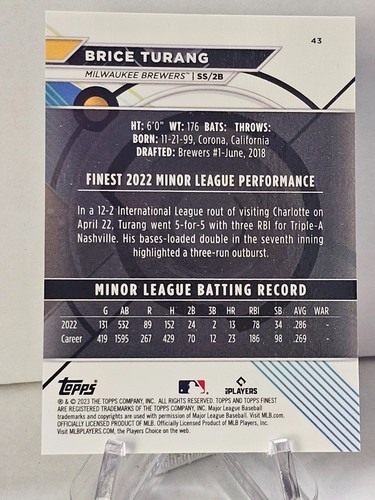 43
BRICE TURANG
MILWAUKEE BREWERS™ | SS/2B
HT: 6'0" WT: 176 BATS: THROWS:
BORN: 11-21-99, Corona, California
DRAFTED: Brewers #1-June, 2018
FINEST 2022 MINOR LEAGUE PERFORMANCE
In a 12-2 International League rout of visiting Charlotte on
April 22, Turang went 5-for-5 with three RBI for Triple-A
Nashville. His bases-loaded double in the seventh inning
highlighted a three-run outburst.
MINOR LEAGUE BATTING RECORD
G AB R H 2B 3B HR RBI SB AVG WAR
2022 131 532 89 152 24 2 13 78 34 .286 -
Career 419 1595 267 429 70 12 23 186 98 .269 -
Topps
PLAYERS
® & © 2023 THE TOPPS COMPANY, INC. ALL RIGHTS RESERVED. TOPPS AND TOPPS FINEST
ARE REGISTERED TRADEMARKS OF THE TOPPS COMPANY, INC. Major League Baseball
trademarks and copyrights are used with permission of Major League Baseball. Visit MLB.com.
OFFICIALLY LICENSED PRODUCT OF MLB Players, Inc.
Visit MLBPLAYERS.com, the Players Choice on the web.